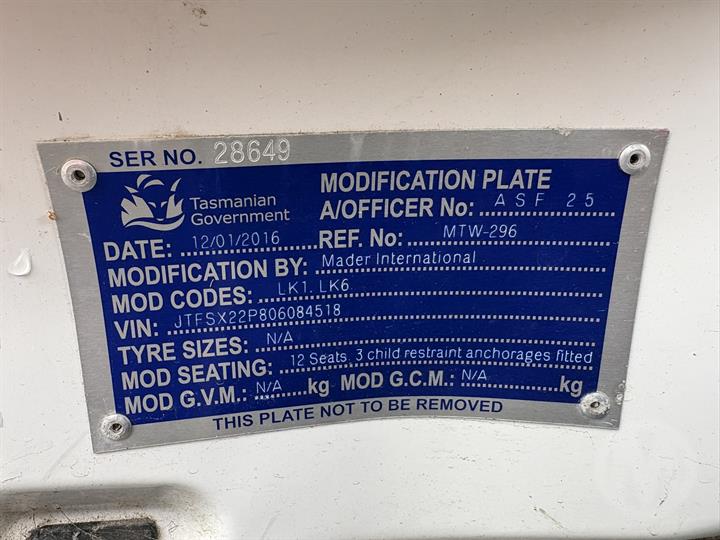 SER NO. 28649
Tasmanian Government
MODIFICATION PLATE
A/OFFICER No: ASF 25
DATE: 12/01/2016 REF. No: MTW-296
MODIFICATION BY: Mader International
MOD CODES: LK1, LK6
VIN: JTFSX22P806084518
TYRE SIZES: N/A
MOD SEATING: 12 Seats. 3 child restraint anchorages fitted
MOD G.V.M.: N/A kg MOD G.C.M.: N/A kg
THIS PLATE NOT TO BE REMOVED